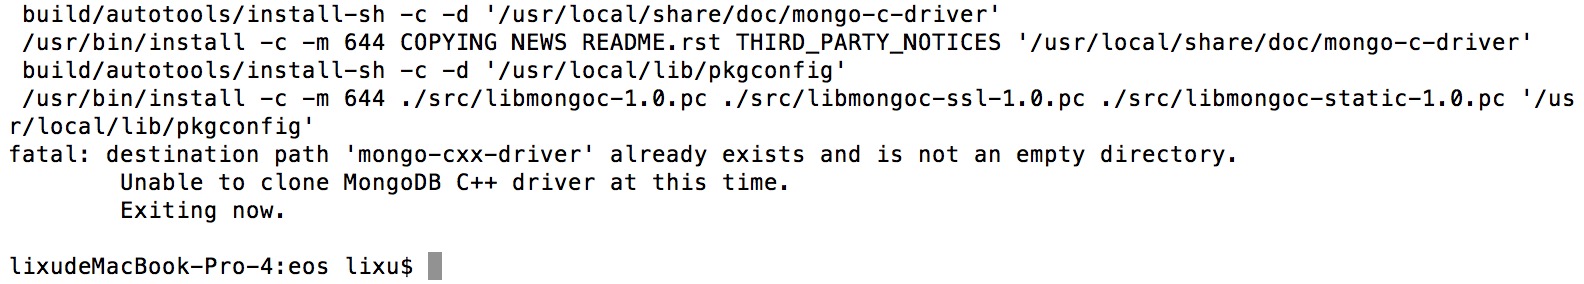 build/autotools/install-sh -c -d '/usr/local/share/doc/mongo-c-driver'
/usr/bin/install -c -m 644 COPYING NEWS README.rst THIRD_PARTY_NOTICES '/usr/local/share/doc/mongo-c-driver'
build/autotools/install-sh -c -d '/usr/local/lib/pkgconfig'
/usr/bin/install -c -m 644 ./src/libmongoc-1.0.pc ./src/libmongoc-ssl-1.0.pc ./src/libmongoc-static-1.0.pc '/us
r/local/lib/pkgconfig'
fatal: destination path 'mongo-cxx-driver' already exists and is not an empty directory.
Unable to clone MongoDB C++ driver at this time.
Exiting now.
lixudeMacBook-Pro-4:eos lixu$